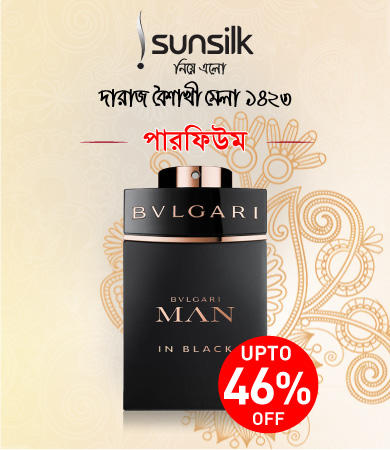 sunsilk
নিয়ে এলো
দারাজ বৈশাখী মেলা ১৪২৩
পারফিউম
BVLGARI
BVLGARI
MAN
IN BLACK
UPTO
46%
OFF